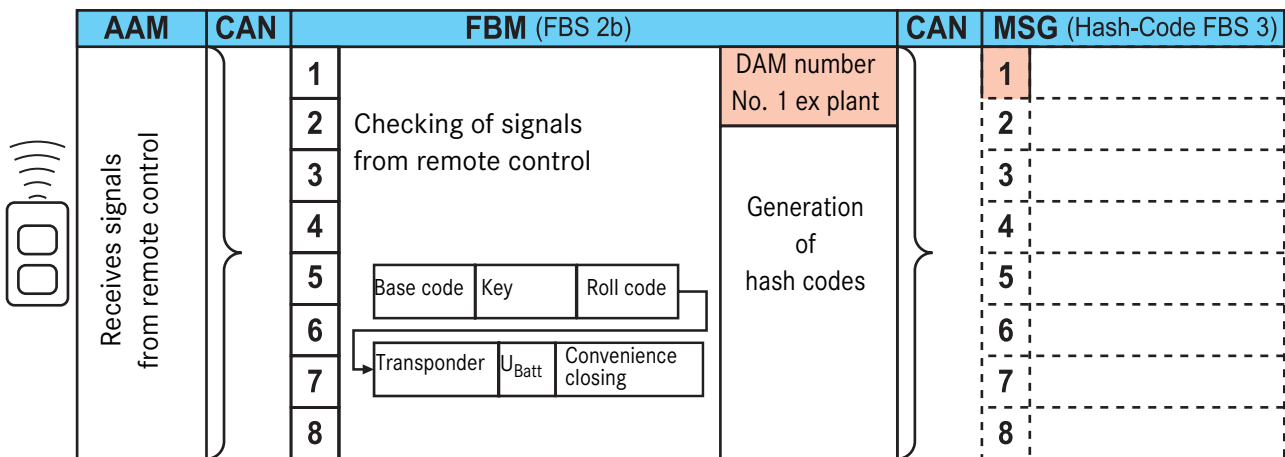 AAM CAN FBM (FBS 2b) CAN MSG (Hash-Code FBS 3)
Receives signals
from remote control
1
2
3
4
5
6
7
8
Checking of signals
from remote control
Base code Key Roll code
Transponder UBatt Convenience
closing
DAM number
No. 1 ex plant
Generation
of
hash codes
1
2
3
4
5
6
7
8